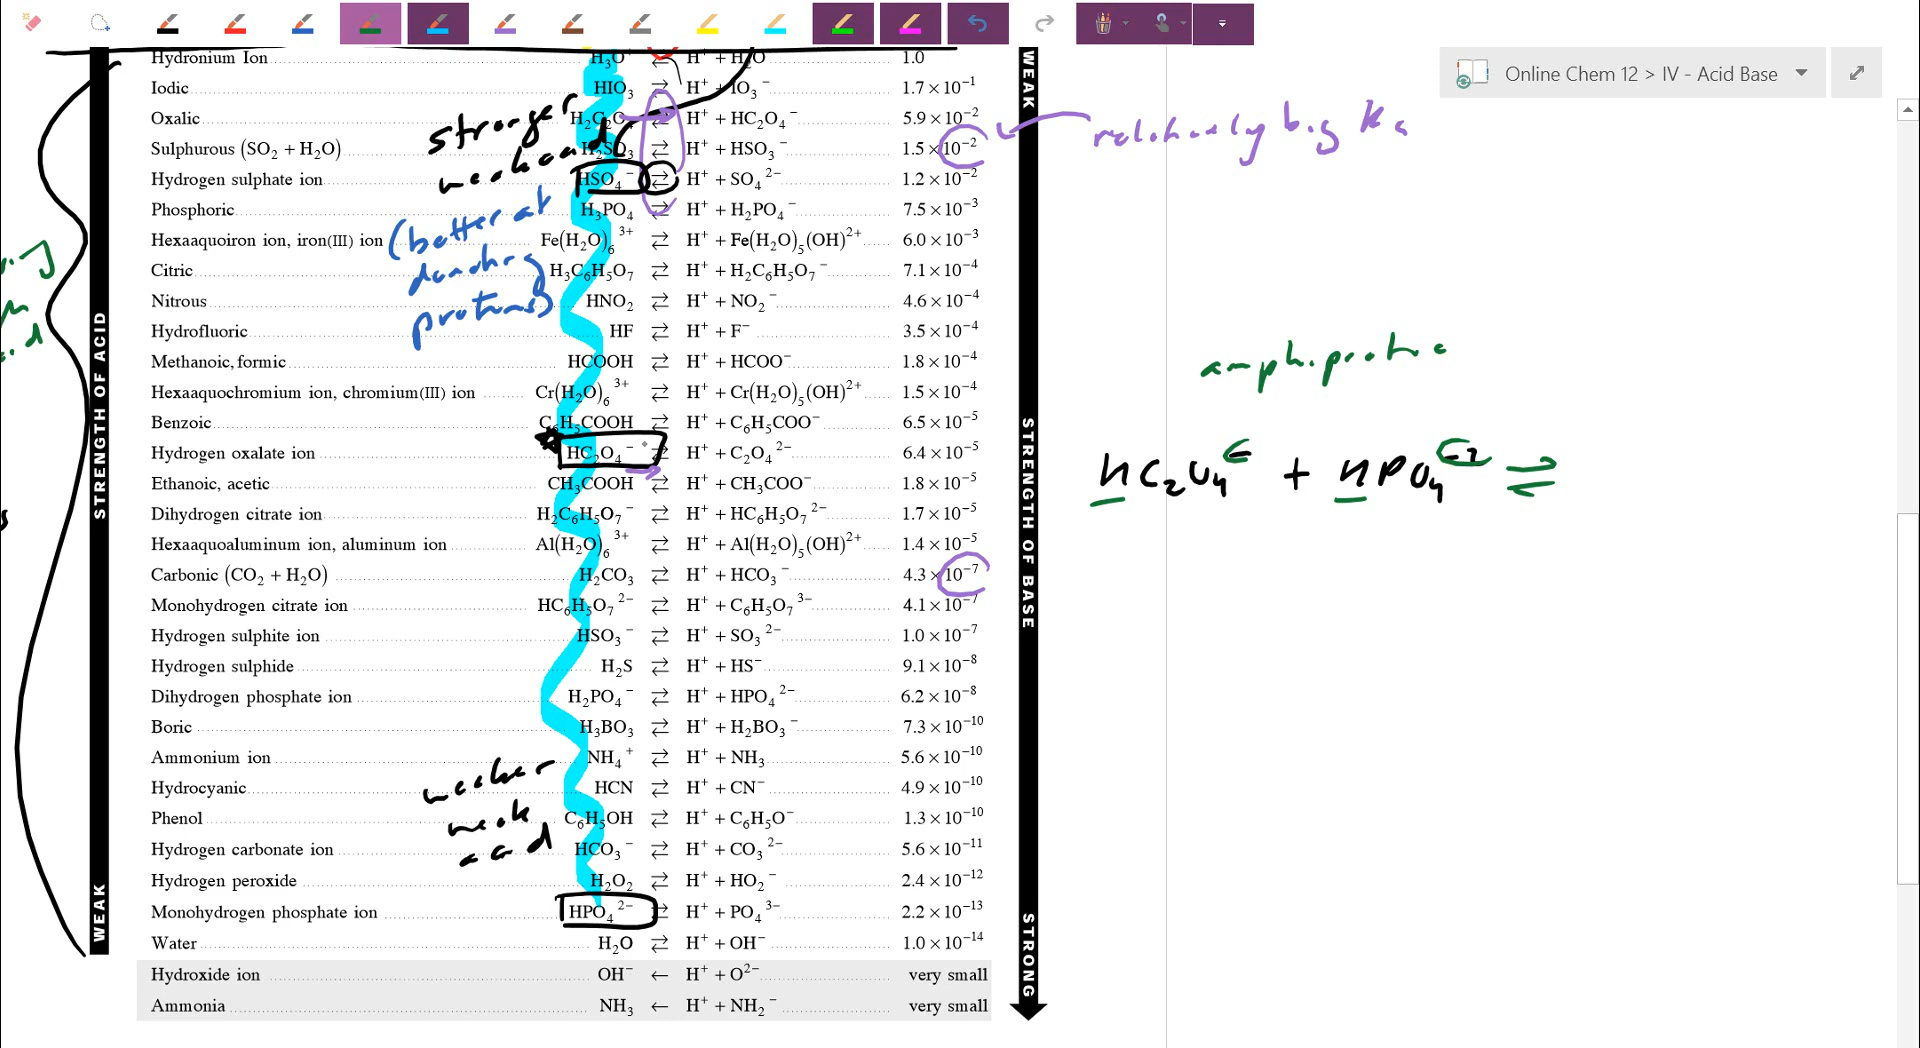 Online Chem 12 > IV - Acid Base
Hydronium Ion H₃O⁺ ⇌ H⁺ + H₂O 1.0
Iodic HIO₃ ⇌ H⁺ + IO₃⁻ 1.7×10⁻¹
Oxalic H₂C₂O₄ ⇌ H⁺ + HC₂O₄⁻ 5.9×10⁻²
Sulphurous (SO₂ + H₂O) H₂SO₃ ⇌ H⁺ + HSO₃⁻ 1.5×10⁻²
Hydrogen sulphate ion HSO₄⁻ ⇌ H⁺ + SO₄²⁻ 1.2×10⁻²
Phosphoric H₃PO₄ ⇌ H⁺ + H₂PO₄⁻ 7.5×10⁻³
Hexaaquoiron ion, iron(III) ion Fe(H₂O)₆³⁺ ⇌ H⁺ + Fe(H₂O)₅(OH)²⁺ 6.0×10⁻³
Citric H₃C₆H₅O₇ ⇌ H⁺ + H₂C₆H₅O₇⁻ 7.1×10⁻⁴
Nitrous HNO₂ ⇌ H⁺ + NO₂⁻ 4.6×10⁻⁴
Hydrofluoric HF ⇌ H⁺ + F⁻ 3.5×10⁻⁴
Methanoic, formic HCOOH ⇌ H⁺ + HCOO⁻ 1.8×10⁻⁴
Hexaaquochromium ion, chromium(III) ion Cr(H₂O)₆³⁺ ⇌ H⁺ + Cr(H₂O)₅(OH)²⁺ 1.5×10⁻⁴
Benzoic C₆H₅COOH ⇌ H⁺ + C₆H₅COO⁻ 6.5×10⁻⁵
Hydrogen oxalate ion HC₂O₄⁻ ⇌ H⁺ + C₂O₄²⁻ 6.4×10⁻⁵
Ethanoic, acetic CH₃COOH ⇌ H⁺ + CH₃COO⁻ 1.8×10⁻⁵
Dihydrogen citrate ion H₂C₆H₅O₇⁻ ⇌ H⁺ + HC₆H₅O₇²⁻ 1.7×10⁻⁵
Hexaaquoaluminum ion, aluminum ion Al(H₂O)₆³⁺ ⇌ H⁺ + Al(H₂O)₅(OH)²⁺ 1.4×10⁻⁵
Carbonic (CO₂ + H₂O) H₂CO₃ ⇌ H⁺ + HCO₃⁻ 4.3×10⁻⁷
Monohydrogen citrate ion HC₆H₅O₇²⁻ ⇌ H⁺ + C₆H₅O₇³⁻ 4.1×10⁻⁷
Hydrogen sulphite ion HSO₃⁻ ⇌ H⁺ + SO₃²⁻ 1.0×10⁻⁷
Hydrogen sulphide H₂S ⇌ H⁺ + HS⁻ 9.1×10⁻⁸
Dihydrogen phosphate ion H₂PO₄⁻ ⇌ H⁺ + HPO₄²⁻ 6.2×10⁻⁸
Boric H₃BO₃ ⇌ H⁺ + H₂BO₃⁻ 7.3×10⁻¹⁰
Ammonium ion NH₄⁺ ⇌ H⁺ + NH₃ 5.6×10⁻¹⁰
Hydrocyanic HCN ⇌ H⁺ + CN⁻ 4.9×10⁻¹⁰
Phenol C₆H₅OH ⇌ H⁺ + C₆H₅O⁻ 1.3×10⁻¹⁰
Hydrogen carbonate ion HCO₃⁻ ⇌ H⁺ + CO₃²⁻ 5.6×10⁻¹¹
Hydrogen peroxide H₂O₂ ⇌ H⁺ + HO₂⁻ 2.4×10⁻¹²
Monohydrogen phosphate ion HPO₄²⁻ ⇌ H⁺ + PO₄³⁻ 2.2×10⁻¹³
Water H₂O ⇌ H⁺ + OH⁻ 1.0×10⁻¹⁴
Hydroxide ion OH⁻ ← H⁺ + O²⁻ very small
Ammonia NH₃ ← H⁺ + NH₂⁻ very small
STRENGTH OF ACID
WEAK
WEAK
STRENGTH OF BASE
STRONG
stronger
weak acid
(better at
donating
protons)
weaker
weak
acid
relatively big Ka
amphiprotic
HC₂O₄⁻ + HPO₄⁻² ⇌